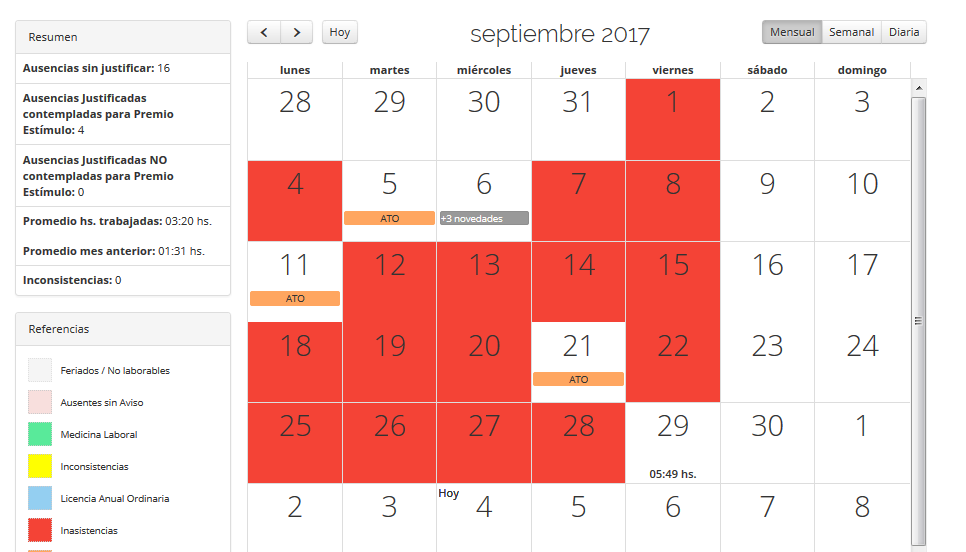 Resumen
Ausencias sin justificar: 16
Ausencias Justificadas
contempladas para Premio
Estímulo: 4
Ausencias Justificadas NO
contempladas para Premio
Estímulo: 0
Promedio hs. trabajadas: 03:20 hs.
Promedio mes anterior: 01:31 hs.
Inconsistencias: 0
Referencias
Feriados / No laborables
Ausentes sin Aviso
Medicina Laboral
Inconsistencias
Licencia Anual Ordinaria
Inasistencias
< > Hoy septiembre 2017 Mensual Semanal Diaria
lunes martes miércoles jueves viernes sábado domingo
28 29 30 31 1 2 3
4 5 6 7 8 9 10
ATO +3 novedades
11 12 13 14 15 16 17
ATO
18 19 20 21 22 23 24
ATO
25 26 27 28 29 30 1
05:49 hs.
Hoy
2 3 4 5 6 7 8